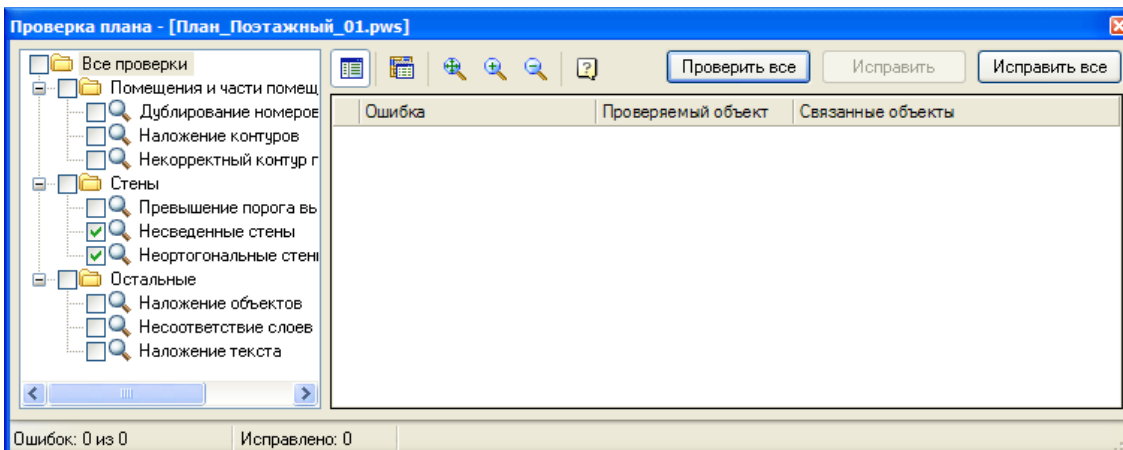 Проверка плана - [План_Поэтажный_01.pws]
Все проверки
Помещения и части помещ
Дублирование номеров
Наложение контуров
Некорректный контур г
Стены
Превышение порога вь
Несведенные стены
Неортогональные стені
Остальные
Наложение объектов
Несоответствие слоев
Наложение текста
Проверить все Исправить Исправить все
Ошибка Проверяемый объект Связанные объекты
Ошибок: 0 из 0 Исправлено: 0